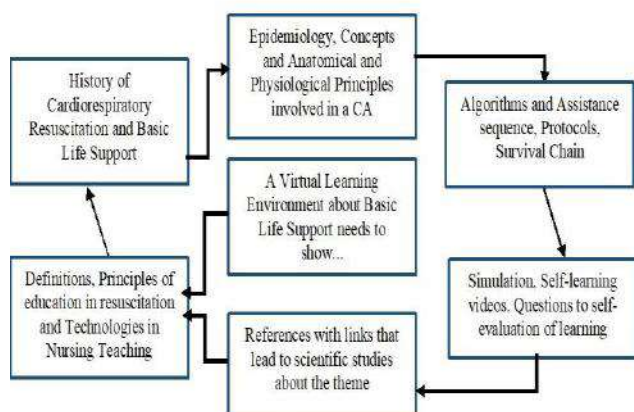 Epidemiology, Concepts
and Anatomical and
Physiological Principles
involved in a CA
History of
Cardiorespiratory
Resuscitation and Basic
Life Support
Algorithms and Assistance
sequence, Protocols,
Survival Chain
A Virtual Learning
Environment about Basic
Life Support needs to
show...
Definitions, Principles of
education in resuscitation
and Technologies in
Nursing Teaching
Simulation, Self-learning
videos, Questions to self-
evaluation of learning
References with links that
lead to scientific studies
about the theme